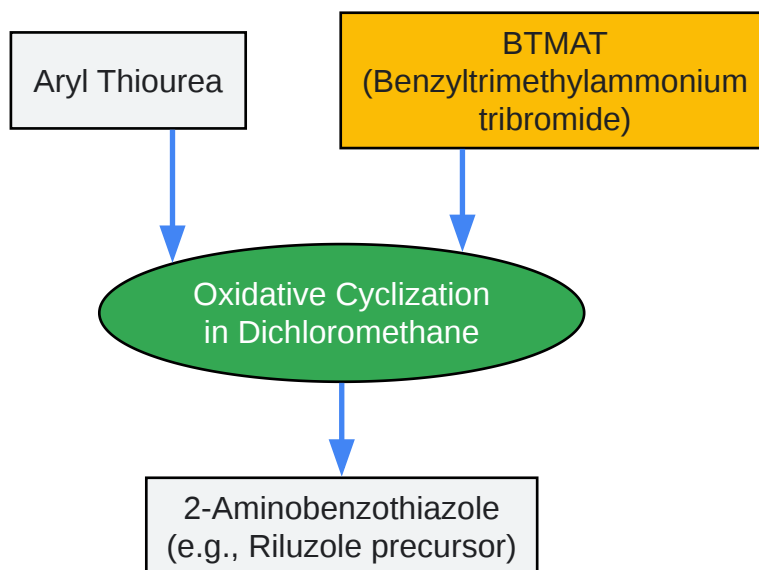 Aryl Thiourea
BTMAT
(Benzyltrimethylammonium
tribromide)
Oxidative Cyclization
in Dichloromethane
2-Aminobenzothiazole
(e.g., Riluzole precursor)